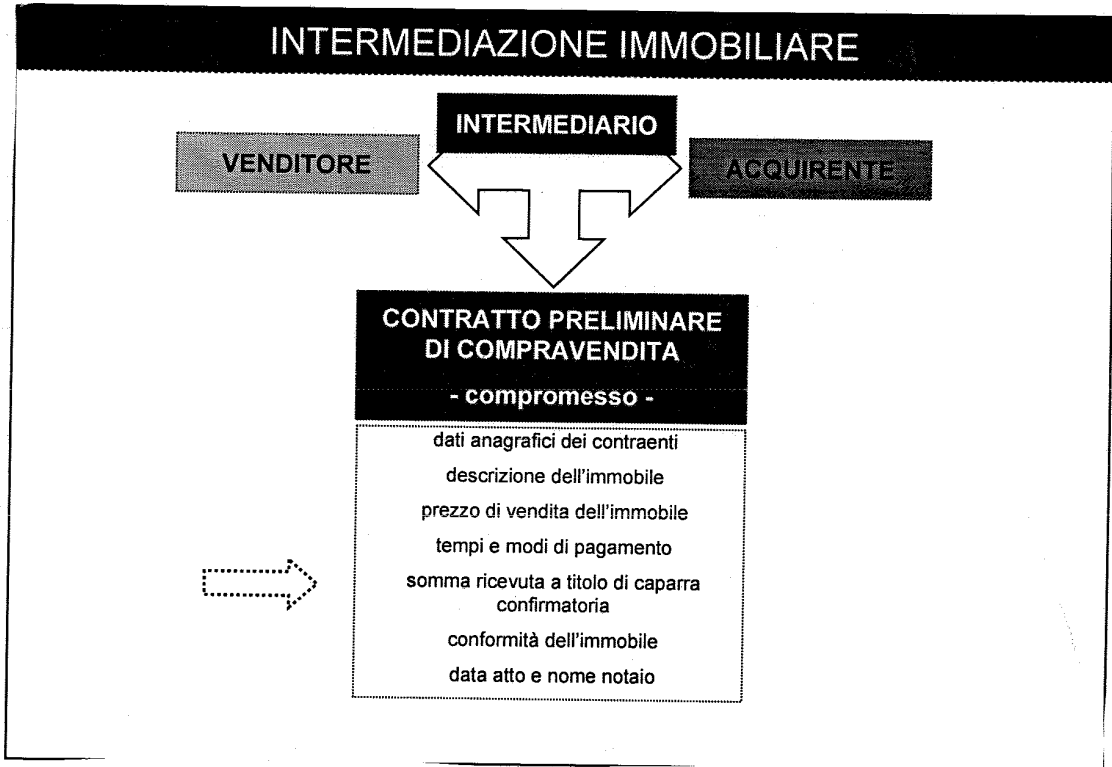 INTERMEDIAZIONE IMMOBILIARE
INTERMEDIARIO
VENDITORE
ACQUIRENTE
CONTRATTO PRELIMINARE
DI COMPRAVENDITA
- compromesso -
dati anagrafici dei contraenti
descrizione dell'immobile
prezzo di vendita dell'immobile
tempi e modi di pagamento
somma ricevuta a titolo di caparra
confirmatoria
conformità dell'immobile
data atto e nome notaio